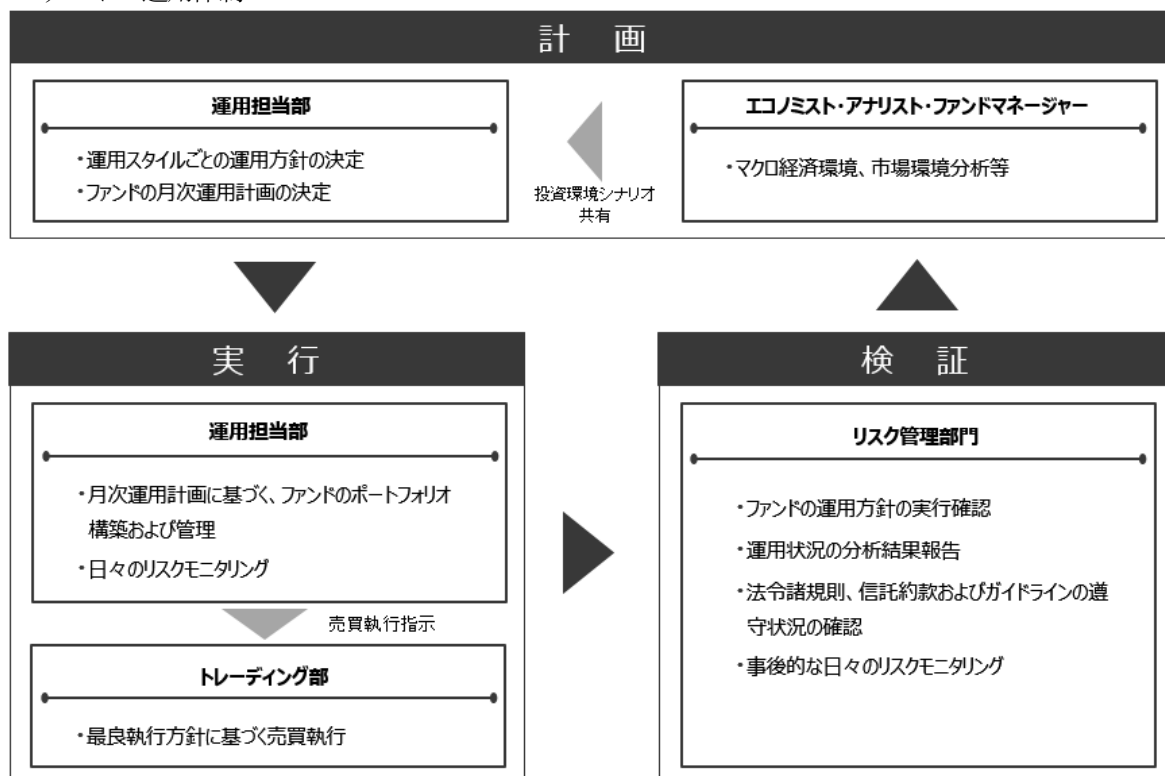 計 画
運用担当部
・運用スタイルごとの運用方針の決定
・ファンドの月次運用計画の決定
投資環境シナリオ
共有
エコノミスト・アナリスト・ファンドマネージャー
・マクロ経済環境、市場環境分析等
実 行
運用担当部
・月次運用計画に基づく、ファンドのポートフォリオ
構築および管理
・日々のリスクモニタリング
売買執行指示
トレーディング部
・最良執行方針に基づく売買執行
検 証
リスク管理部門
・ファンドの運用方針の実行確認
・運用状況の分析結果報告
・法令諸規則、信託約款およびガイドラインの遵
守状況の確認
・事後的な日々のリスクモニタリング